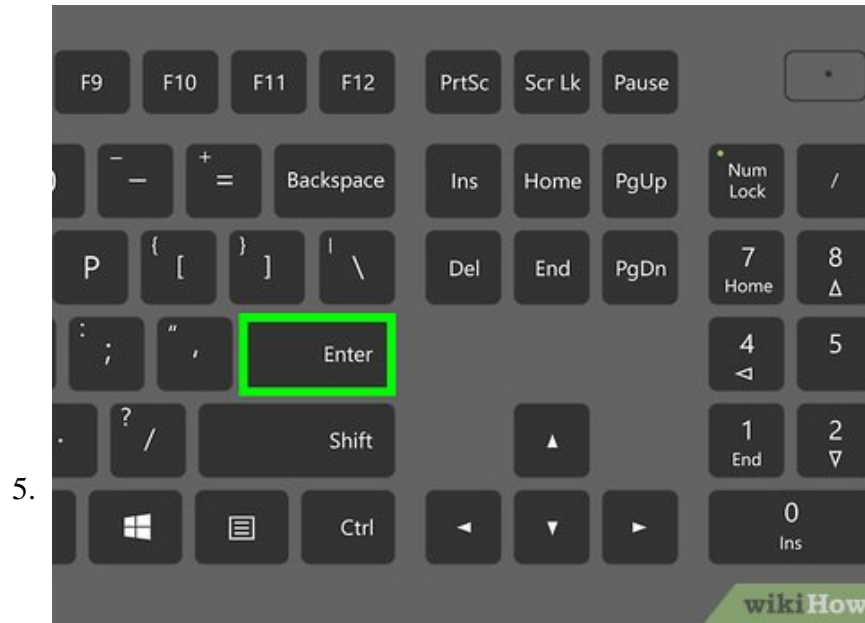 F9 F10 F11 F12 PrtSc Scr Lk Pause *
) – — + = Backspace Ins Home PgUp Num Lock /
P { [ } ] | \ Del End PgDn 7 Home 8
: ; " ' Enter 4 5
. ? / Shift 1 End 2
5.
Ctrl 0 Ins
wikiHow